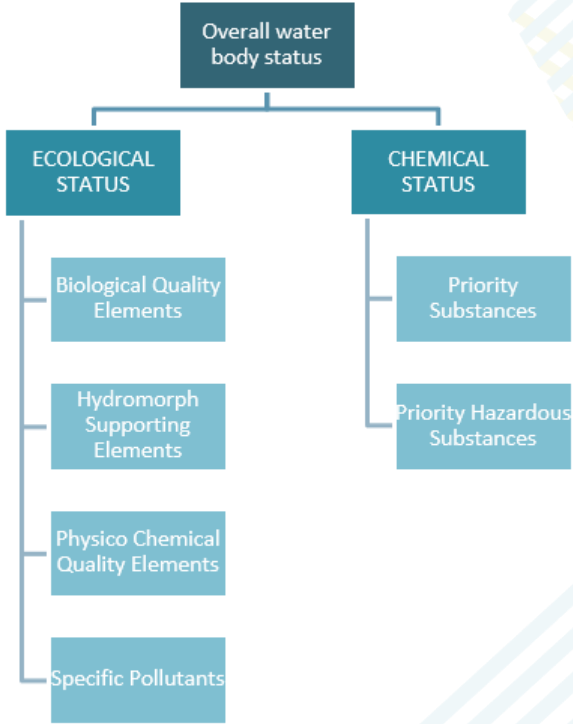 Overall water
body status
ECOLOGICAL
STATUS
Biological Quality
Elements
Hydromorph
Supporting
Elements
Physico Chemical
Quality Elements
Specific Pollutants
CHEMICAL
STATUS
Priority
Substances
Priority Hazardous
Substances